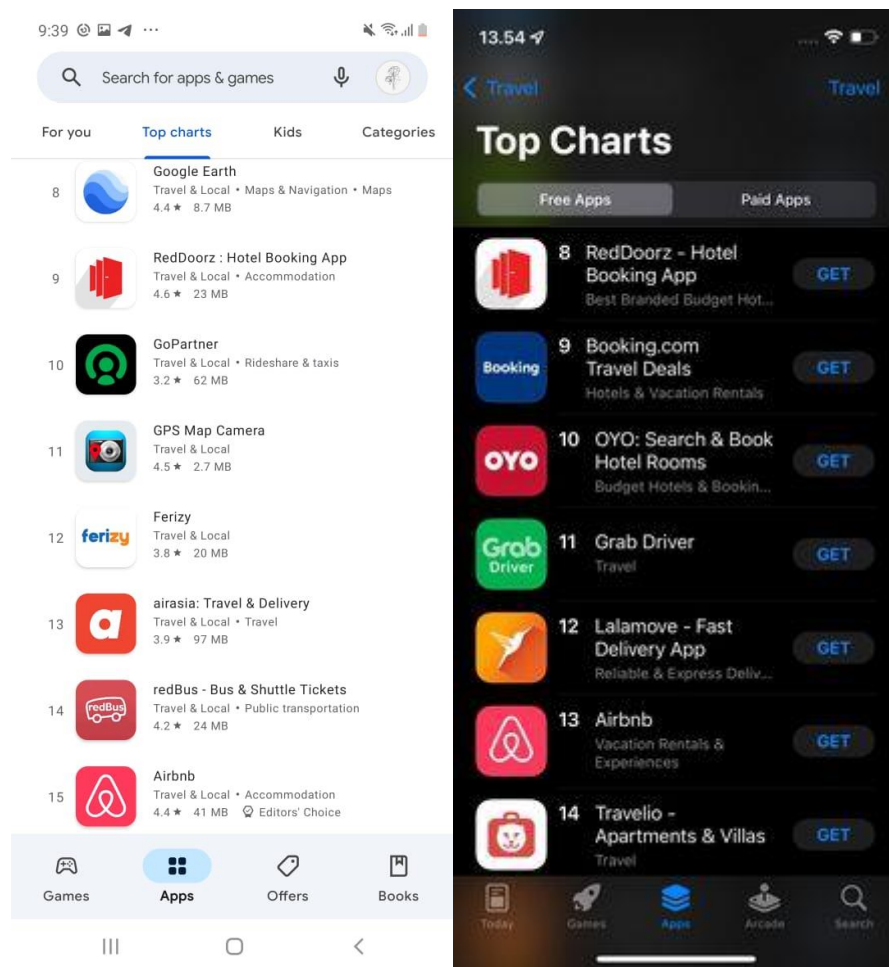 9:39
Search for apps & games
For you Top charts Kids Categories
8
Google Earth
Travel & Local • Maps & Navigation • Maps
4.4 ★ 8.7 MB
9
RedDoorz : Hotel Booking App
Travel & Local • Accommodation
4.6 ★ 23 MB
10
GoPartner
Travel & Local • Rideshare & taxis
3.2 ★ 62 MB
11
GPS Map Camera
Travel & Local
4.5 ★ 2.7 MB
12
ferizy
Ferizy
Travel & Local
3.8 ★ 20 MB
13
airasia: Travel & Delivery
Travel & Local • Travel
3.9 ★ 97 MB
14
redBus
redBus - Bus & Shuttle Tickets
Travel & Local • Public transportation
4.2 ★ 24 MB
15
Airbnb
Travel & Local • Accommodation
4.4 ★ 41 MB Editors' Choice
Games Apps Offers Books
13.54
Travel Travel
Top Charts
Free Apps Paid Apps
8 RedDoorz - Hotel
Booking App
Best Branded Budget Hot...
GET
Booking
9 Booking.com
Travel Deals
Hotels & Vacation Rentals
GET
OYO
10 OYO: Search & Book
Hotel Rooms
Budget Hotels & Bookin...
GET
Grab
Driver
11 Grab Driver
Travel
GET
12 Lalamove - Fast
Delivery App
Reliable & Express Deliv...
GET
13 Airbnb
Vacation Rentals &
Experiences
GET
14 Travelio -
Apartments & Villas
Travel
GET
Today Games Apps Arcade Search